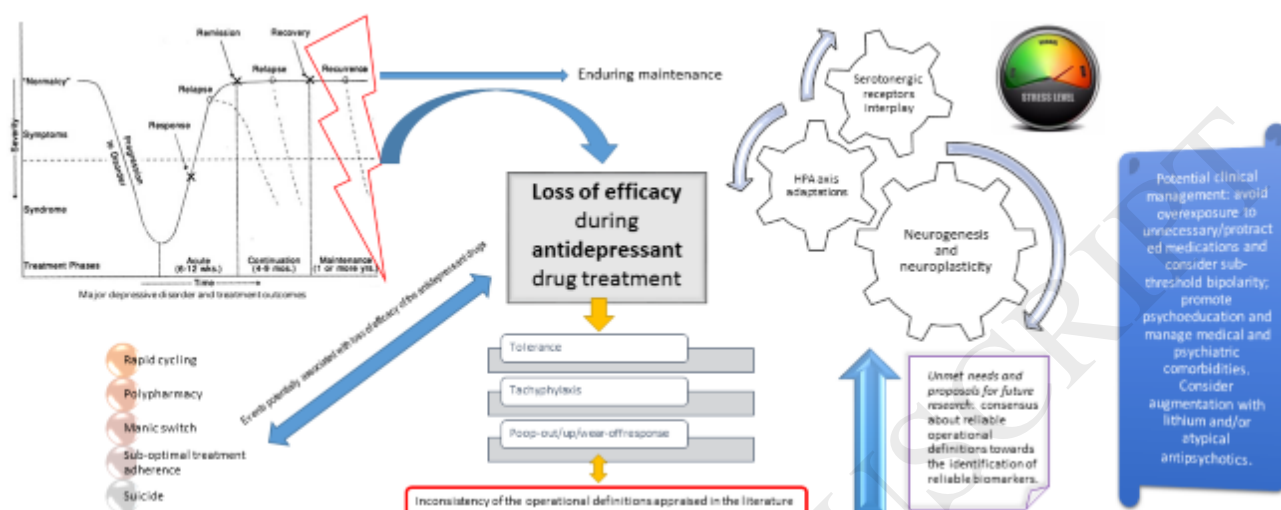 Remission
Recovery
"Normalcy"
Relapse
Relapse
Recurrence
Response
Severity
Symptoms
Progression
to Disorder
Syndrome
Treatment Phases
Acute
(6-12 wks.)
Continuation
(4-9 mos.)
Maintenance
(1 or more yrs.)
Time
Major depressive disorder and treatment outcomes
Enduring maintenance
Loss of efficacy
during
antidepressant
drug treatment
Events potentially associated with loss of efficacy of the antidepressant drugs
Rapid cycling
Polypharmacy
Manic switch
Sub-optimal treatment
adherence
Suicide
Tolerance
Tachyphylaxis
Poop-out/up/wear-off response
Inconsistency of the operational definitions appraised in the literature
Serotonergic
receptors
interplay
HPA axis
adaptations
Neurogenesis
and
neuroplasticity
STRESS LEVEL
Unmet needs and
proposals for future
research: consensus
about reliable
operational
definitions towards
the identification of
reliable biomarkers.
Potential clinical
management: avoid
overexposure to
unnecessary/protract
ed medications and
consider sub-
threshold bipolarity;
promote
psychoeducation and
manage medical and
psychiatric
comorbidities.
Consider
augmentation with
lithium and/or
atypical
antipsychotics.